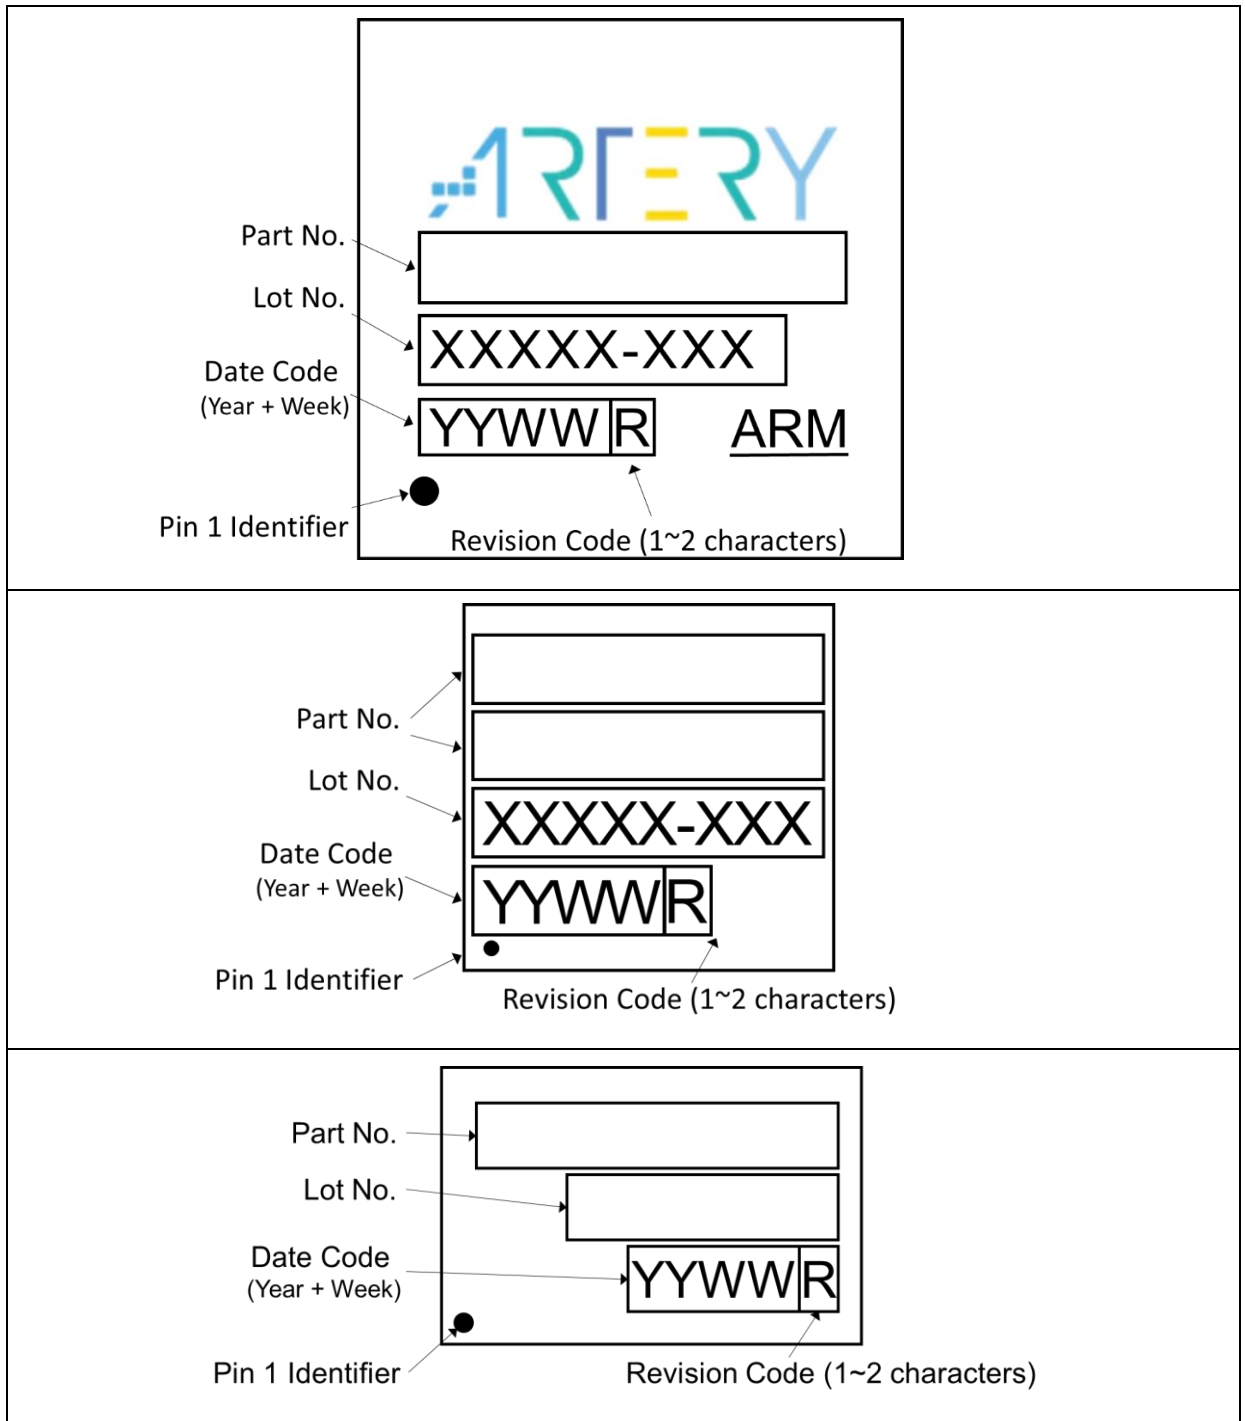 ARTERY
Part No.
Lot No.
XXXXX-XXX
Date Code
(Year + Week)
YYWW R
ARM
Pin 1 Identifier
Revision Code (1~2 characters)
Part No.
Lot No.
XXXXX-XXX
Date Code
(Year + Week)
YYWW R
Pin 1 Identifier
Revision Code (1~2 characters)
Part No.
Lot No.
Date Code
(Year + Week)
YYWW R
Pin 1 Identifier
Revision Code (1~2 characters)